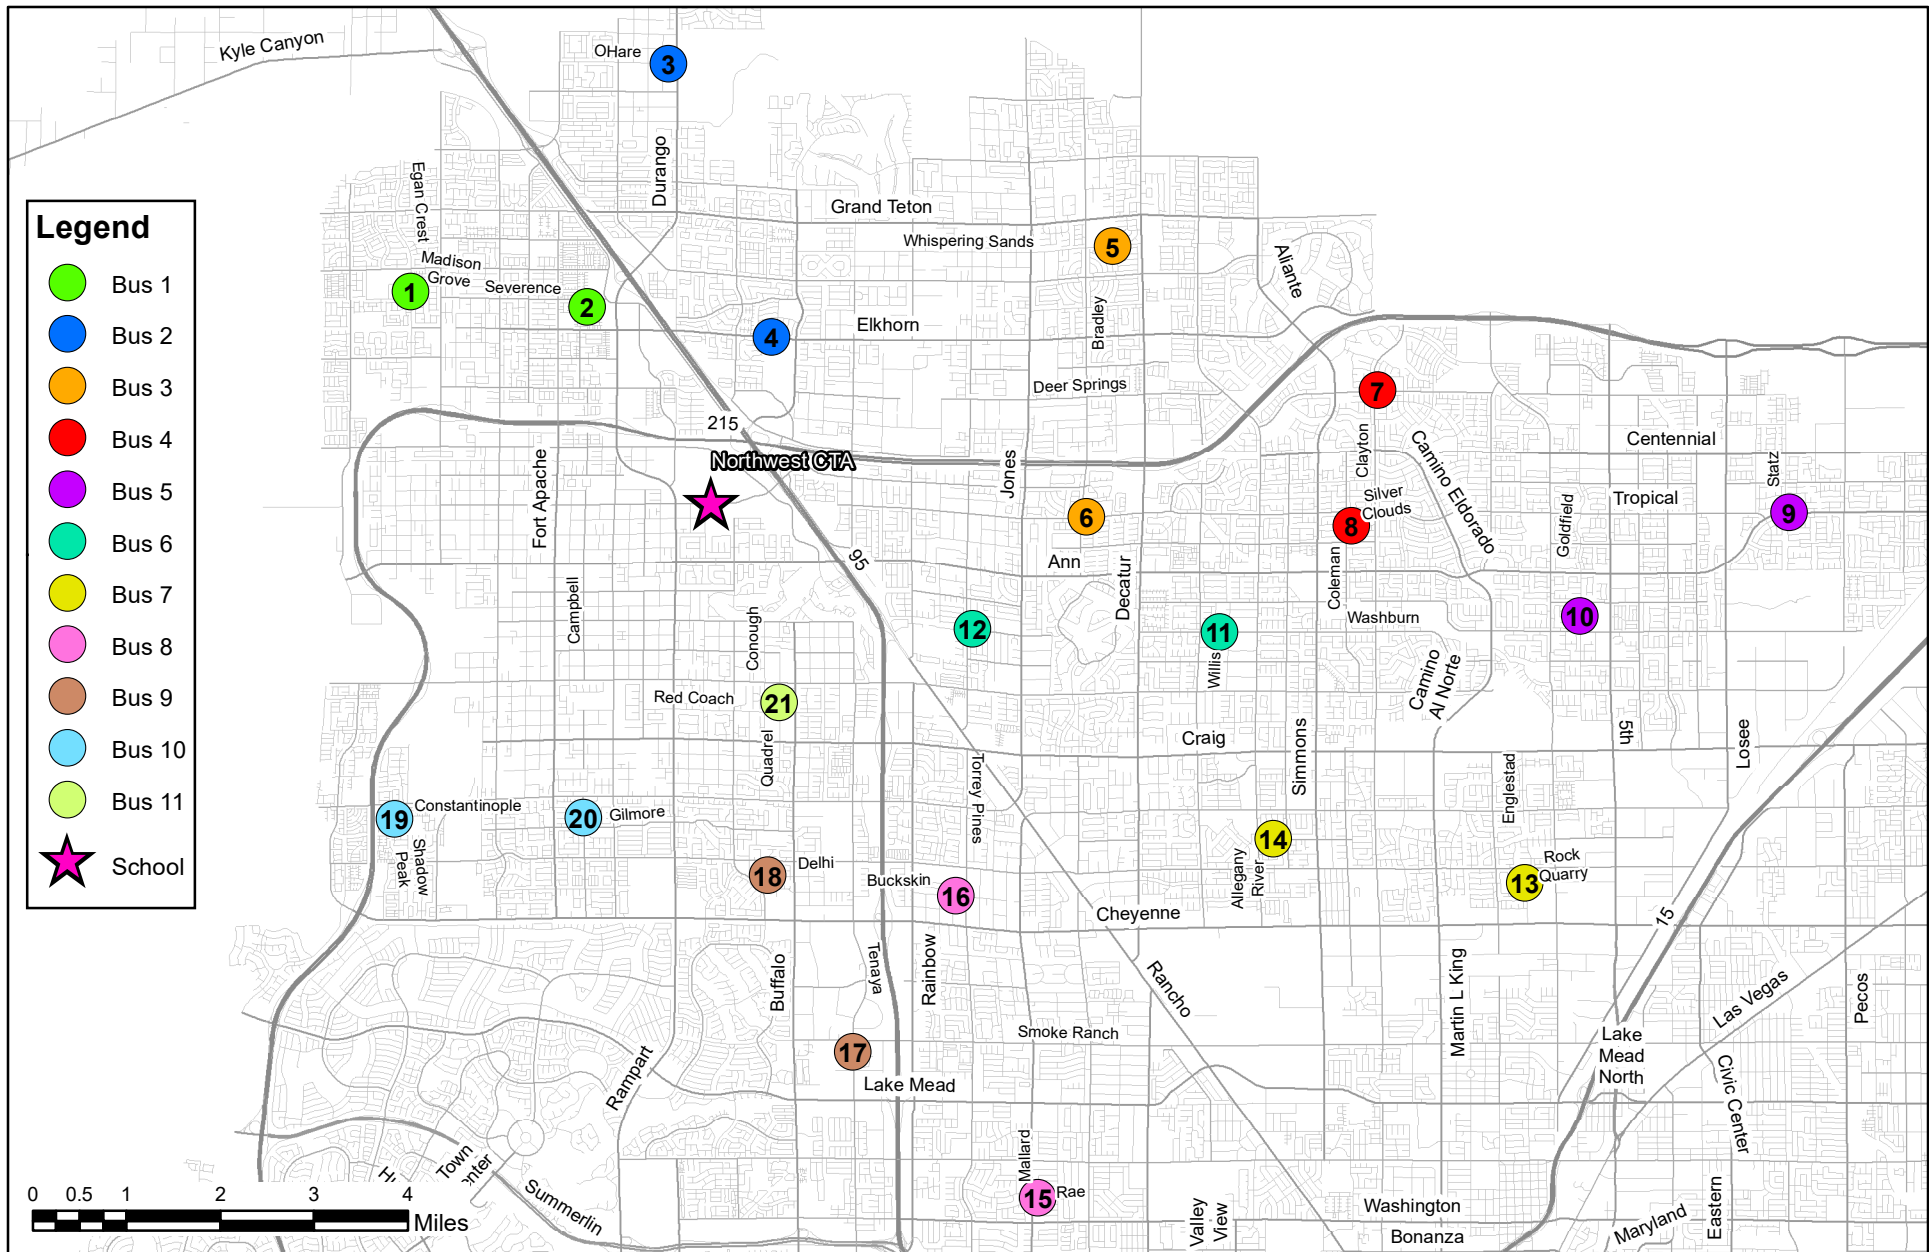 Kyle Canyon
OHare
3
Durango
Egan Crest
Grand Teton
Whispering Sands
5
Aliante
Madison
Grove
1
Severence
2
4
Elkhorn
Bradley
Deer Springs
7
215
Northwest CTA
Fort Apache
Jones
Clayton
Camino Eldorado
Centennial
Statz
Tropical
Goldfield
9
Silver
Clouds
8
6
Ann
95
Decatur
Coleman
Campbell
Conough
12
11
Willis
Washburn
10
Camino
Al Norte
Red Coach
21
Craig
Simmons
5th
Losee
Quadrel
Torrey Pines
Englestad
19
Constantinople
20
Gilmore
Shadow
Peak
14
Allegany
River
18
Delhi
Buckskin
16
13
Rock
Quarry
Cheyenne
15
Buffalo
Tenaya
Rainbow
Rancho
Martin L King
Las Vegas
Pecos
Smoke Ranch
17
Lake Mead
Lake
Mead
North
Rampart
Civic Center
Town
Summerlin
Mallard
15
Rae
Valley
View
Washington
Bonanza
Maryland
Eastern
Legend
Bus 1
Bus 2
Bus 3
Bus 4
Bus 5
Bus 6
Bus 7
Bus 8
Bus 9
Bus 10
Bus 11
School
0 0.5 1 2 3 4
Miles